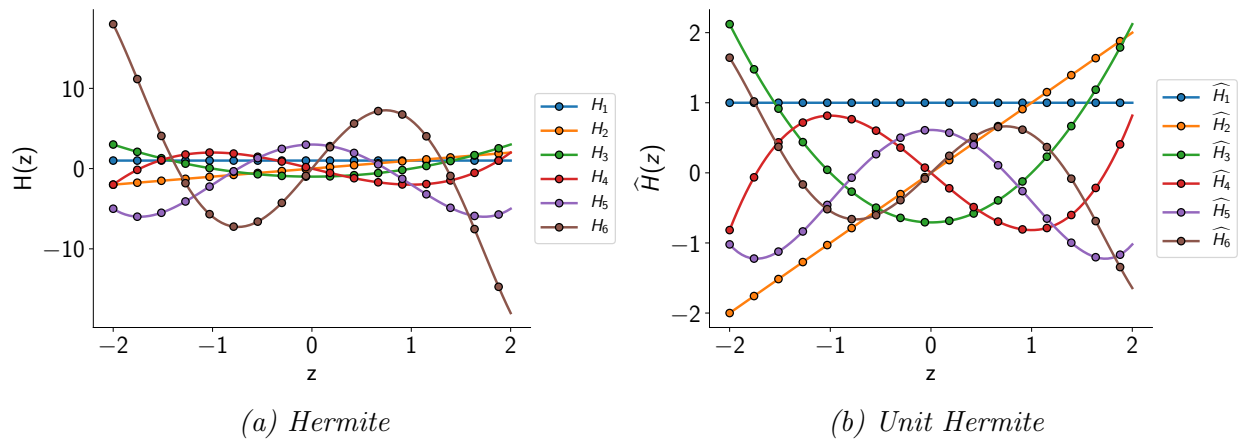 10
0
−10
H(z)
−2
−1
0
1
2
z
H₁
H₂
H₃
H₄
H₅
H₆
(a) Hermite
2
1
0
−1
−2
Ĥ(z)
−2
−1
0
1
2
z
Ĥ₁
Ĥ₂
Ĥ₃
Ĥ₄
Ĥ₅
Ĥ₆
(b) Unit Hermite